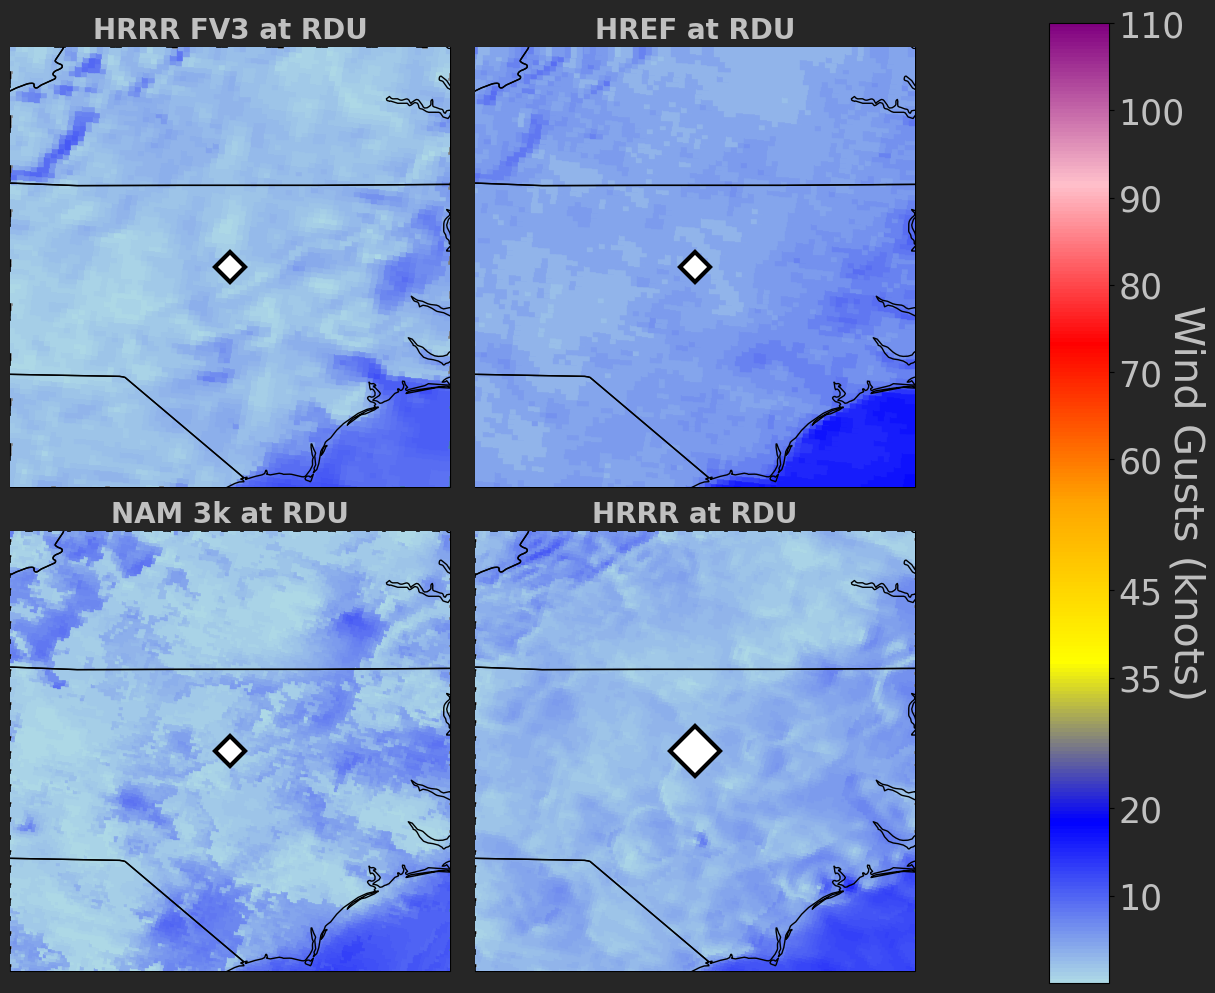 HRRR FV3 at RDU
HREF at RDU
NAM 3k at RDU
HRRR at RDU
110
100
90
80
70
60
45
35
20
10
Wind Gusts (knots)